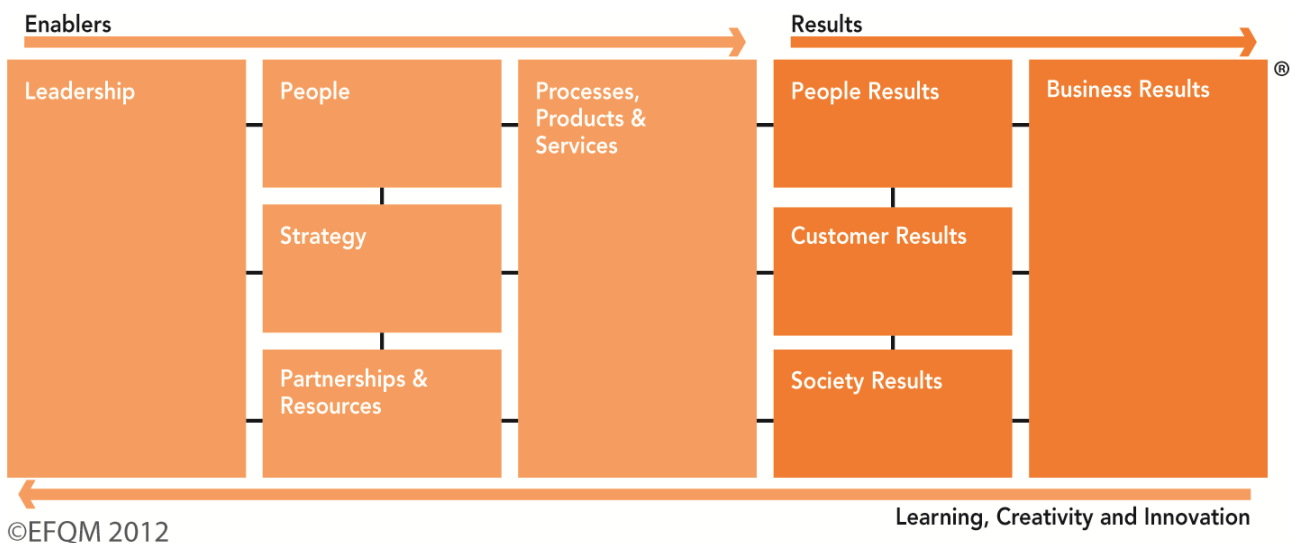 Enablers
Results
®
Leadership
People
Processes,
Products &
Services
People Results
Business Results
Strategy
Customer Results
Partnerships &
Resources
Society Results
Learning, Creativity and Innovation
©EFQM 2012